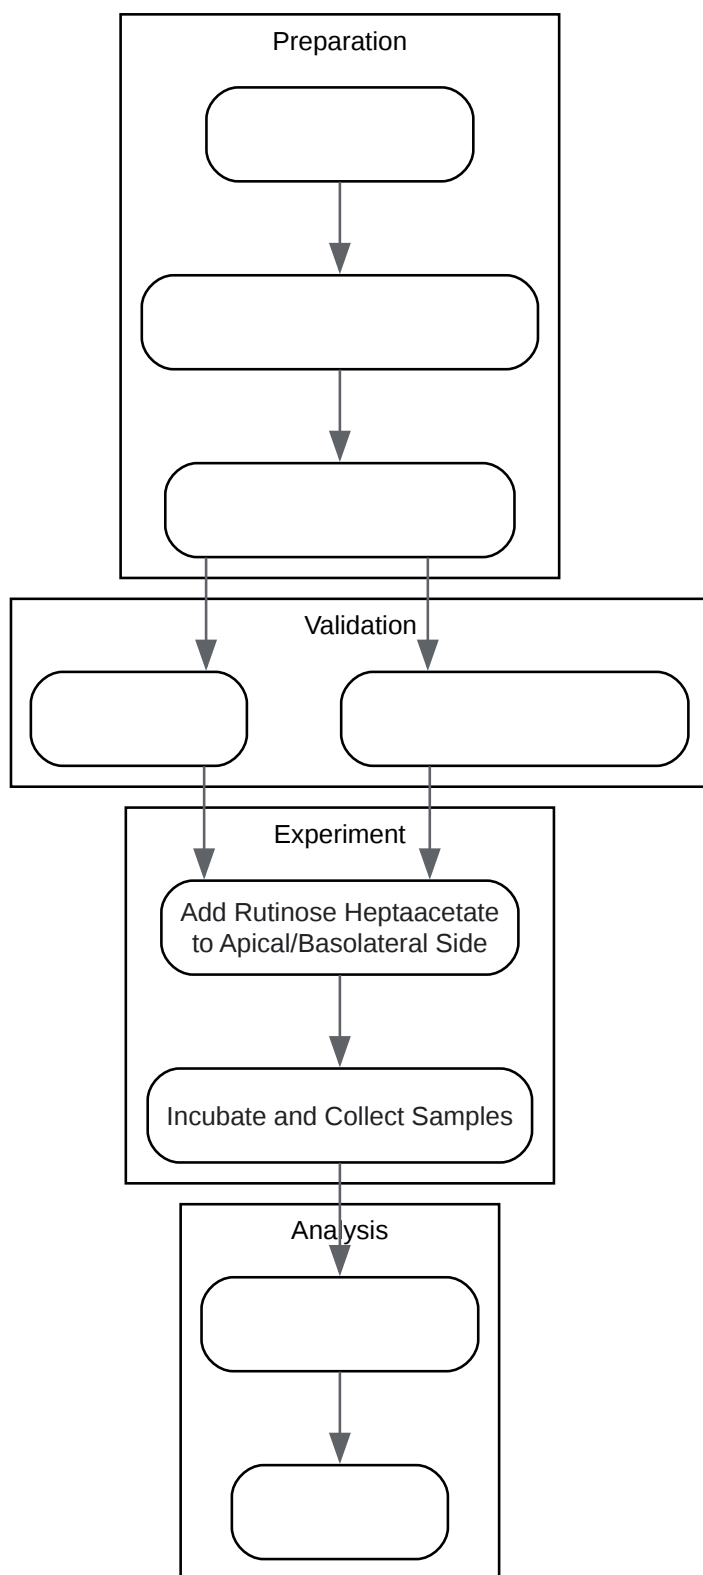 Preparation
Validation
Experiment
Add Rutinose Heptaacetate
to Apical/Basolateral Side
Incubate and Collect Samples
Analysis